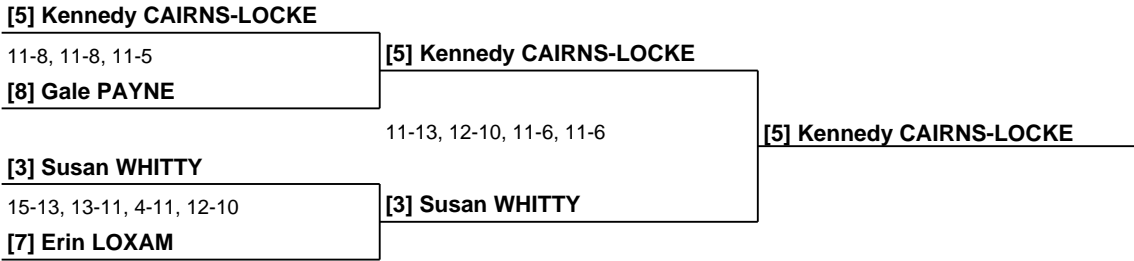 [5] Kennedy CAIRNS-LOCKE
11-8, 11-8, 11-5
[8] Gale PAYNE
[5] Kennedy CAIRNS-LOCKE
11-13, 12-10, 11-6, 11-6
[5] Kennedy CAIRNS-LOCKE
[3] Susan WHITTY
15-13, 13-11, 4-11, 12-10
[7] Erin LOXAM
[3] Susan WHITTY